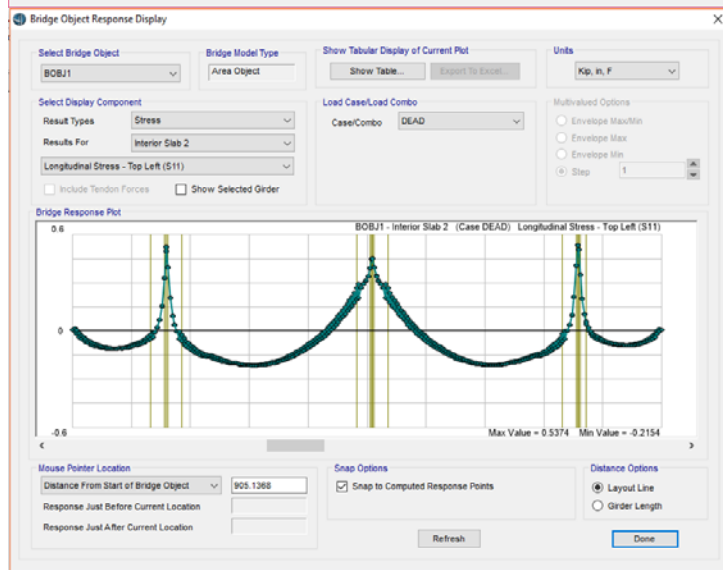 Bridge Object Response Display
Select Bridge Object
BOBJ1
Bridge Model Type
Area Object
Show Tabular Display of Current Plot
Show Table...
Export To Excel...
Units
Kip, in, F
Select Display Component
Result Types
Stress
Results For
Interior Slab 2
Longitudinal Stress - Top Left (S11)
Include Tendon Forces
Show Selected Girder
Load Case/Load Combo
Case/Combo
DEAD
Multivalued Options
Envelope Max/Min
Envelope Max
Envelope Min
Step
1
Bridge Response Plot
0.6
BOBJ1 - Interior Slab 2 (Case DEAD) Longitudinal Stress - Top Left (S11)
0
-0.6
Max Value = 0.5374 Min Value = -0.2154
Mouse Pointer Location
Distance From Start of Bridge Object
905.1368
Response Just Before Current Location
Response Just After Current Location
Snap Options
Snap to Computed Response Points
Refresh
Distance Options
Layout Line
Girder Length
Done